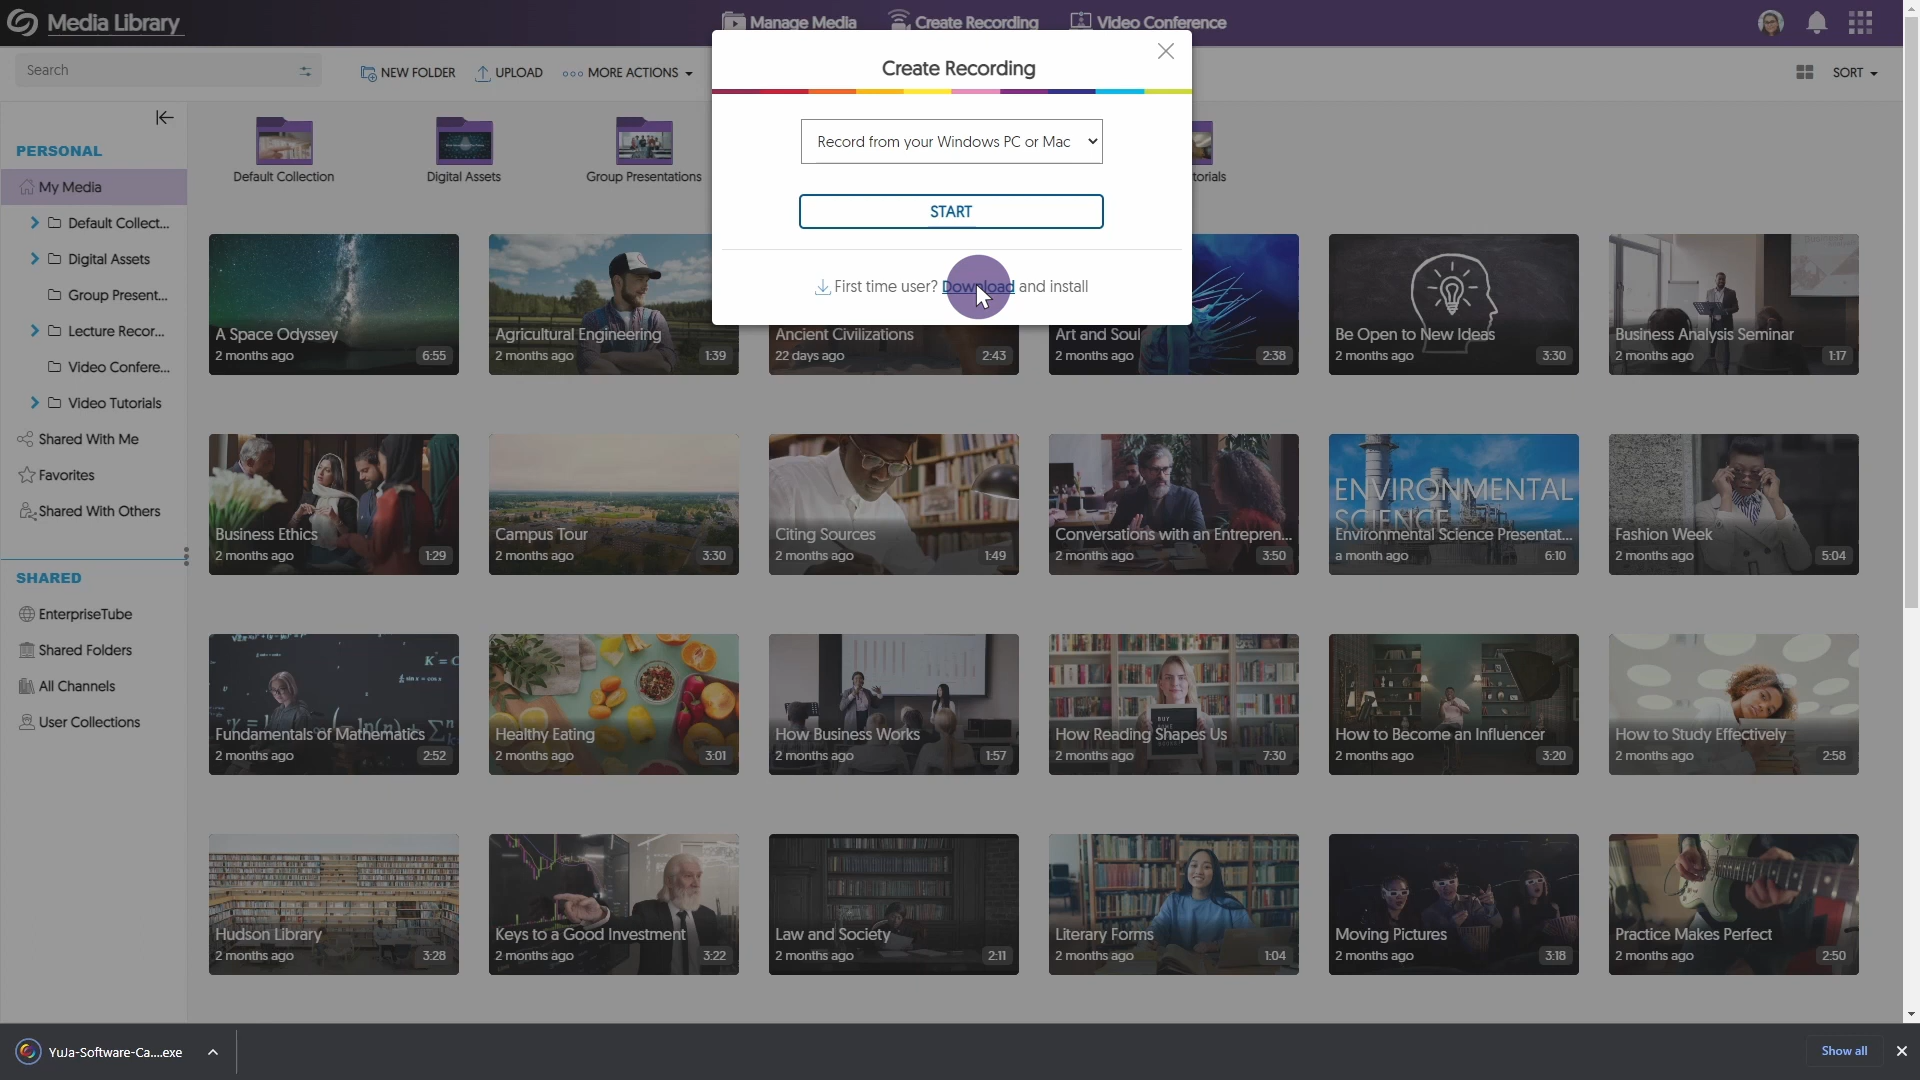 Media Library
Manage Media
Create Recording
Video Conference
Search
NEW FOLDER
UPLOAD
MORE ACTIONS
SORT
Create Recording
Record from your Windows PC or Mac
START
First time user? Download and install
PERSONAL
My Media
Default Collect...
Digital Assets
Group Present...
Lecture Recor...
Video Confere...
Video Tutorials
Shared With Me
Favorites
Shared With Others
SHARED
EnterpriseTube
Shared Folders
All Channels
User Collections
Default Collection
Digital Assets
Group Presentations
A Space Odyssey
2 months ago
6:55
Agricultural Engineering
2 months ago
1:39
Ancient Civilizations
22 days ago
2:43
Art and Soul
2 months ago
2:38
Be Open to New Ideas
2 months ago
3:30
Business Analysis Seminar
2 months ago
1:17
Business Ethics
2 months ago
1:29
Campus Tour
2 months ago
3:30
Citing Sources
2 months ago
1:49
Conversations with an Entrepren...
2 months ago
3:50
ENVIRONMENTAL
SCIENCE
Environmental Science Presentat...
a month ago
6:10
Fashion Week
2 months ago
5:04
Fundamentals of Mathematics
2 months ago
2:52
Healthy Eating
2 months ago
3:01
How Business Works
2 months ago
1:57
How Reading Shapes Us
2 months ago
7:30
How to Become an Influencer
2 months ago
3:20
How to Study Effectively
2 months ago
2:58
Hudson Library
2 months ago
3:28
Keys to a Good Investment
2 months ago
3:22
Law and Society
2 months ago
2:11
Literary Forms
2 months ago
1:04
Moving Pictures
2 months ago
3:18
Practice Makes Perfect
2 months ago
2:50
YuJa-Software-Ca....exe
Show all